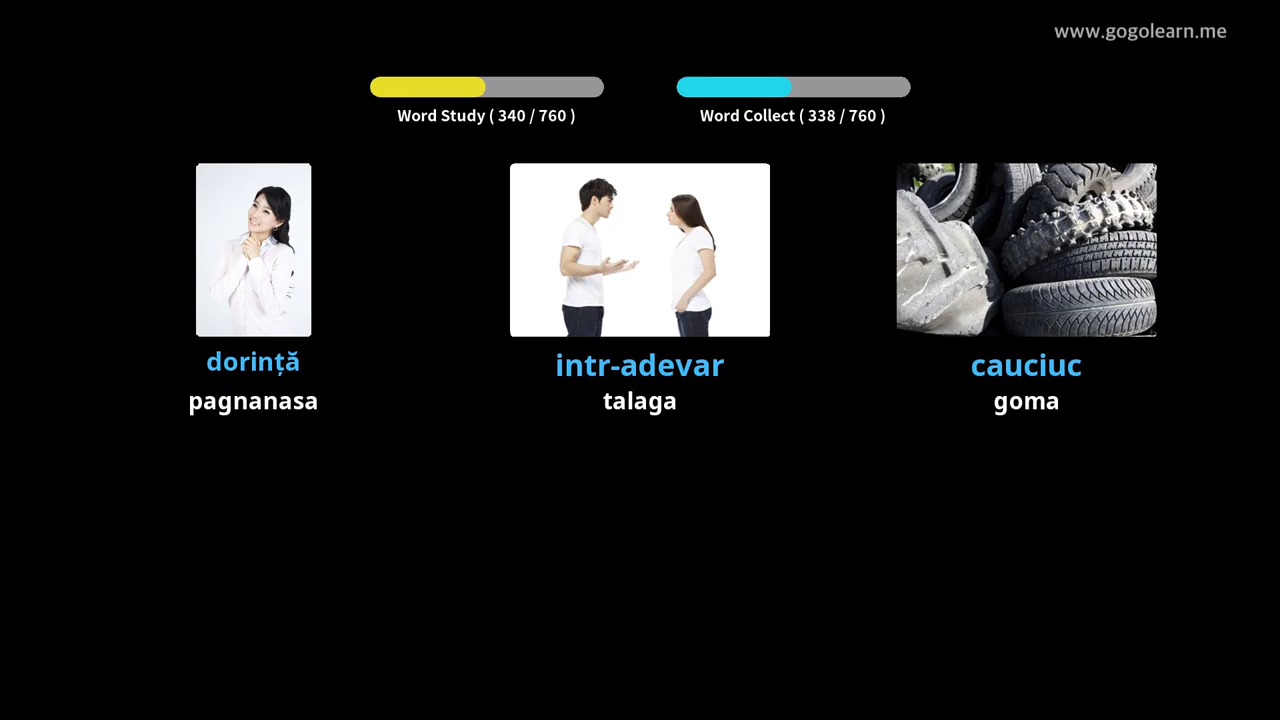 www.gogolearn.me
Word Study ( 340 / 760 )
Word Collect ( 338 / 760 )
dorință
pagnanasa
intr-adevar
talaga
cauciuc
goma